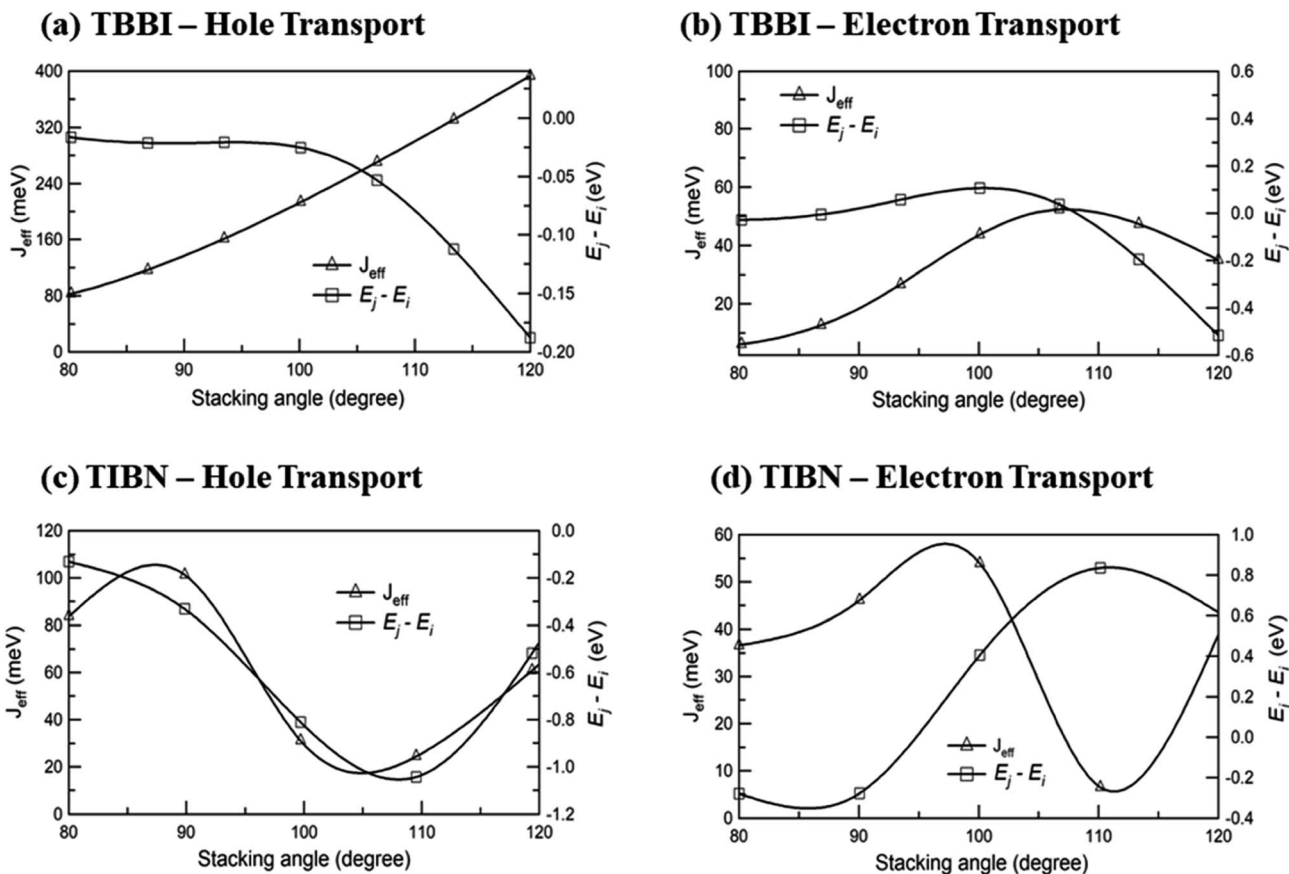 (a) TBBI – Hole Transport
400
320
240
160
80
0
J_eff (meV)
0.00
-0.05
-0.10
-0.15
-0.20
E_j - E_i (eV)
J_eff
E_j - E_i
80 90 100 110 120
Stacking angle (degree)
(b) TBBI – Electron Transport
100
80
60
40
20
J_eff (meV)
0.6
0.4
0.2
0.0
-0.2
-0.4
-0.6
E_j - E_i (eV)
J_eff
E_j - E_i
80 90 100 110 120
Stacking angle (degree)
(c) TIBN – Hole Transport
120
100
80
60
40
20
0
J_eff (meV)
0.0
-0.2
-0.4
-0.6
-0.8
-1.0
-1.2
E_j - E_i (eV)
J_eff
E_j - E_i
80 90 100 110 120
Stacking angle (degree)
(d) TIBN – Electron Transport
60
50
40
30
20
10
0
J_eff (meV)
1.0
0.8
0.6
0.4
0.2
0.0
-0.2
-0.4
E_j - E_i (eV)
J_eff
E_j - E_i
80 90 100 110 120
Stacking angle (degree)